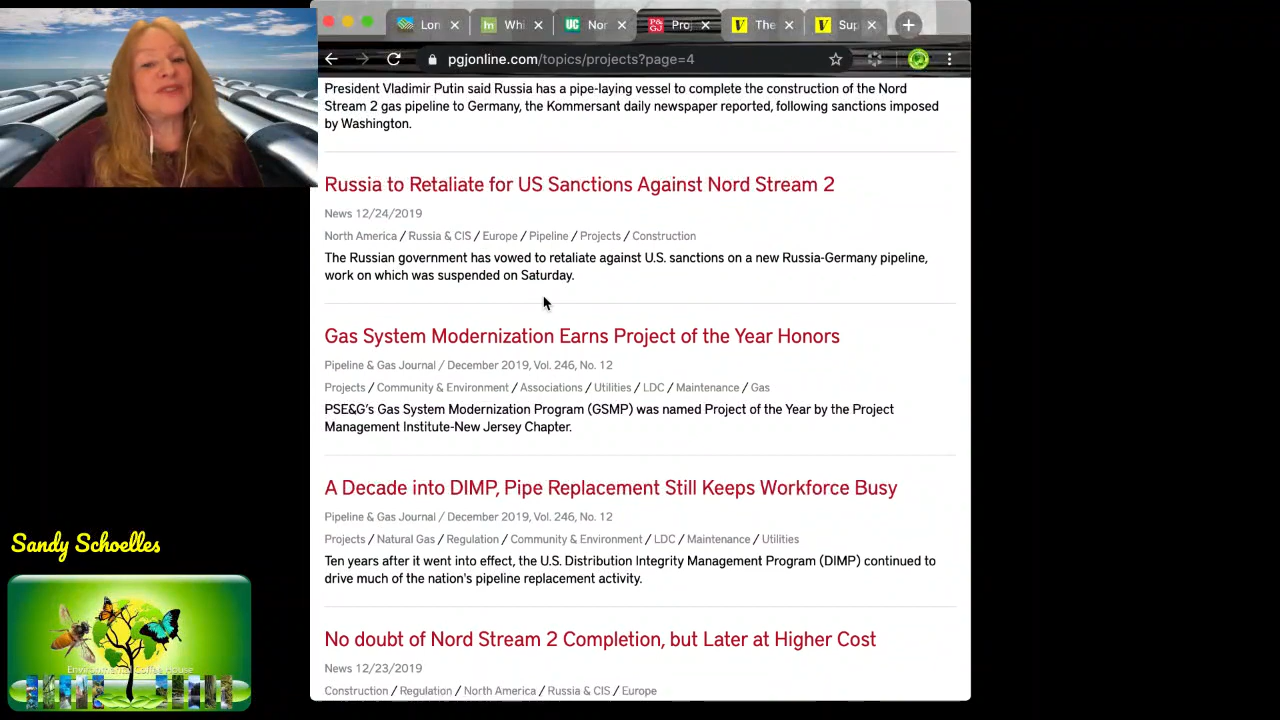 Lon
Whi
Nor
Proj
The
Sup
pgjonline.com/topics/projects?page=4
President Vladimir Putin said Russia has a pipe-laying vessel to complete the construction of the Nord
Stream 2 gas pipeline to Germany, the Kommersant daily newspaper reported, following sanctions imposed
by Washington.
Russia to Retaliate for US Sanctions Against Nord Stream 2
News 12/24/2019
North America / Russia & CIS / Europe / Pipeline / Projects / Construction
The Russian government has vowed to retaliate against U.S. sanctions on a new Russia-Germany pipeline,
work on which was suspended on Saturday.
Gas System Modernization Earns Project of the Year Honors
Pipeline & Gas Journal / December 2019, Vol. 246, No. 12
Projects / Community & Environment / Associations / Utilities / LDC / Maintenance / Gas
PSE&G's Gas System Modernization Program (GSMP) was named Project of the Year by the Project
Management Institute-New Jersey Chapter.
A Decade into DIMP, Pipe Replacement Still Keeps Workforce Busy
Pipeline & Gas Journal / December 2019, Vol. 246, No. 12
Projects / Natural Gas / Regulation / Community & Environment / LDC / Maintenance / Utilities
Ten years after it went into effect, the U.S. Distribution Integrity Management Program (DIMP) continued to
drive much of the nation's pipeline replacement activity.
No doubt of Nord Stream 2 Completion, but Later at Higher Cost
News 12/23/2019
Construction / Regulation / North America / Russia & CIS / Europe
Sandy Schoelles
Environmental Coffee House